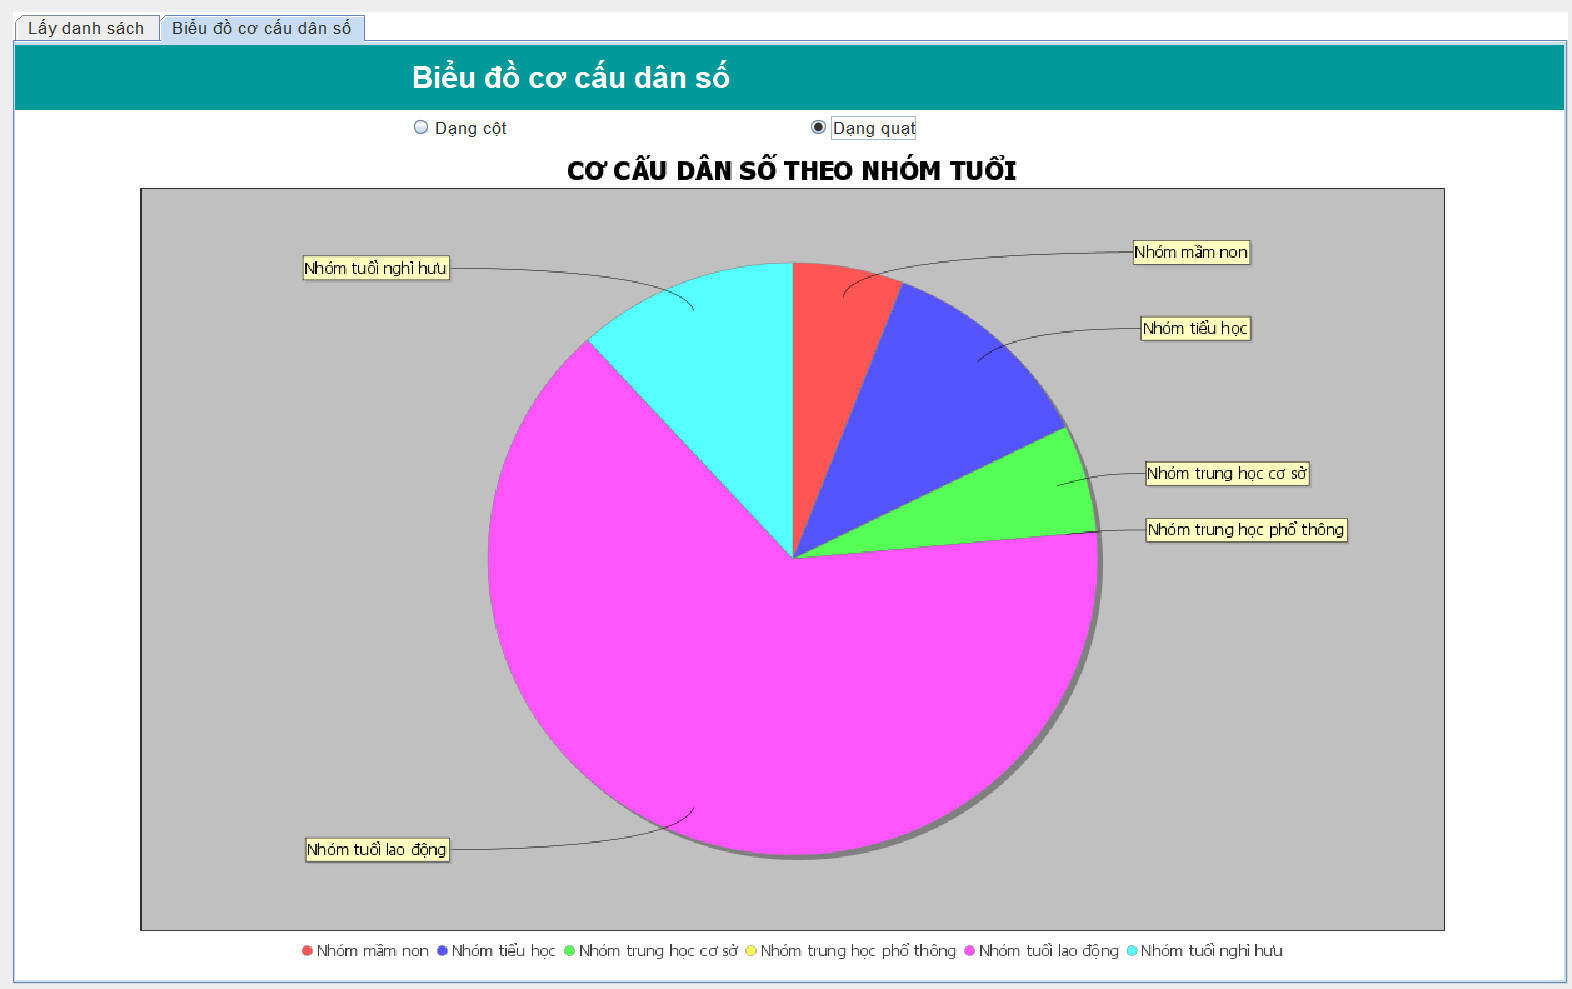 Lấy danh sách
Biểu đồ cơ cấu dân số
Biểu đồ cơ cấu dân số
Dạng cột
Dạng quạt
CƠ CẤU DÂN SỐ THEO NHÓM TUỔI
Nhóm mầm non
Nhóm tuổi nghỉ hưu
Nhóm tiểu học
Nhóm trung học cơ sở
Nhóm trung học phổ thông
Nhóm tuổi lao động
Nhóm mầm non Nhóm tiểu học Nhóm trung học cơ sở Nhóm trung học phổ thông Nhóm tuổi lao động Nhóm tuổi nghỉ hưu